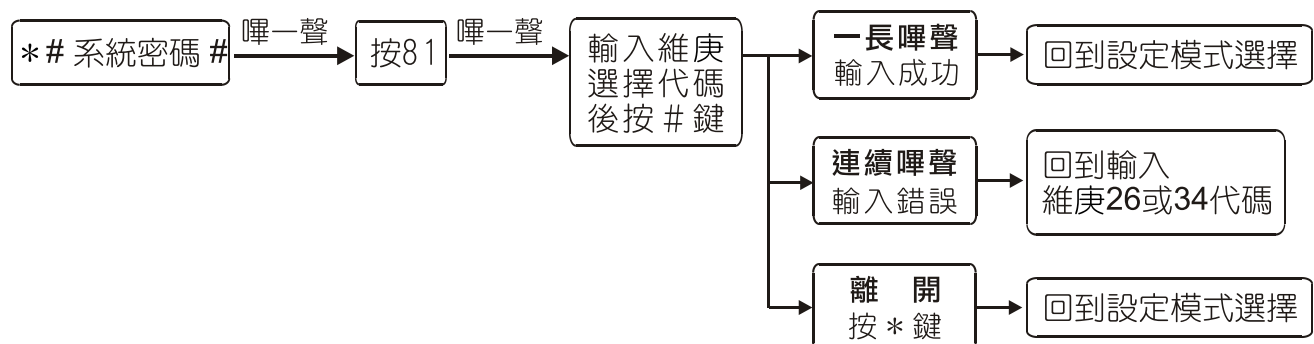 ＊# 系統密碼 #
嗶一聲
按81
嗶一聲
輸入維庚
選擇代碼
後按＃鍵
一長嗶聲
輸入成功
回到設定模式選擇
連續嗶聲
輸入錯誤
回到輸入
維庚26或34代碼
離　開
按＊鍵
回到設定模式選擇